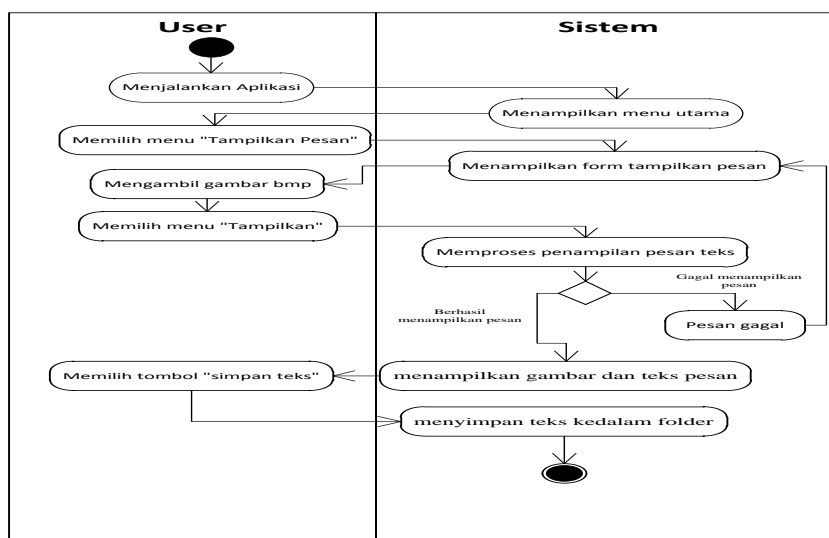 User
Sistem
Menjalankan Aplikasi
Menampilkan menu utama
Memilih menu "Tampilkan Pesan"
Menampilkan form tampilkan pesan
Mengambil gambar bmp
Memilih menu "Tampilkan"
Memproses penampilan pesan teks
Gagal menampilkan
pesan
Berhasil
menampilkan pesan
Pesan gagal
menampilkan gambar dan teks pesan
Memilih tombol "simpan teks"
menyimpan teks kedalam folder